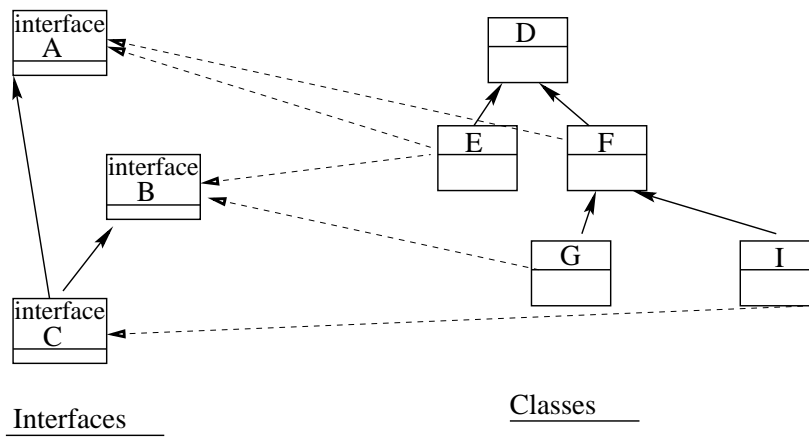 interface
A
D
E
F
interface
B
G
I
interface
C
Interfaces
Classes